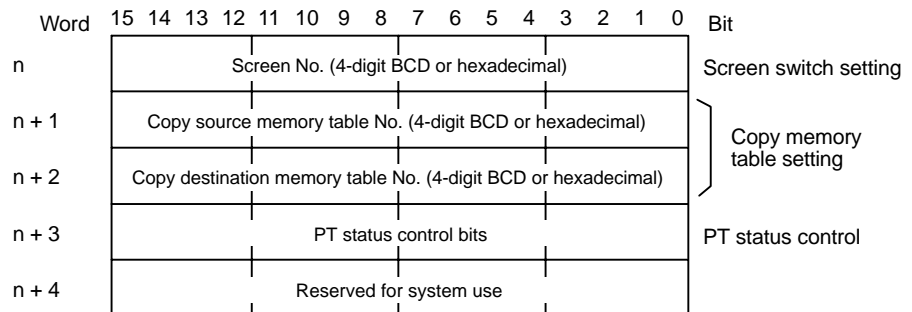 Word 15 14 13 12 11 10 9 8 7 6 5 4 3 2 1 0 Bit
n Screen No. (4-digit BCD or hexadecimal) Screen switch setting
n + 1 Copy source memory table No. (4-digit BCD or hexadecimal)
Copy memory
table setting
n + 2 Copy destination memory table No. (4-digit BCD or hexadecimal)
n + 3 PT status control bits PT status control
n + 4 Reserved for system use